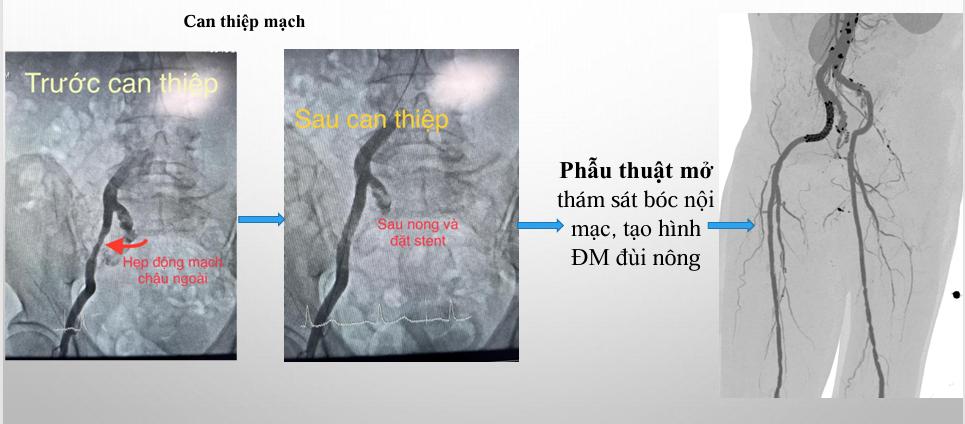 Can thiệp mạch
Trước can thiệp
Hẹp động mạch
chậu ngoài
Sau can thiệp
Sau nong và
đặt stent
Phẫu thuật mở
thám sát bóc nội
mạc, tạo hình
ĐM đùi nông